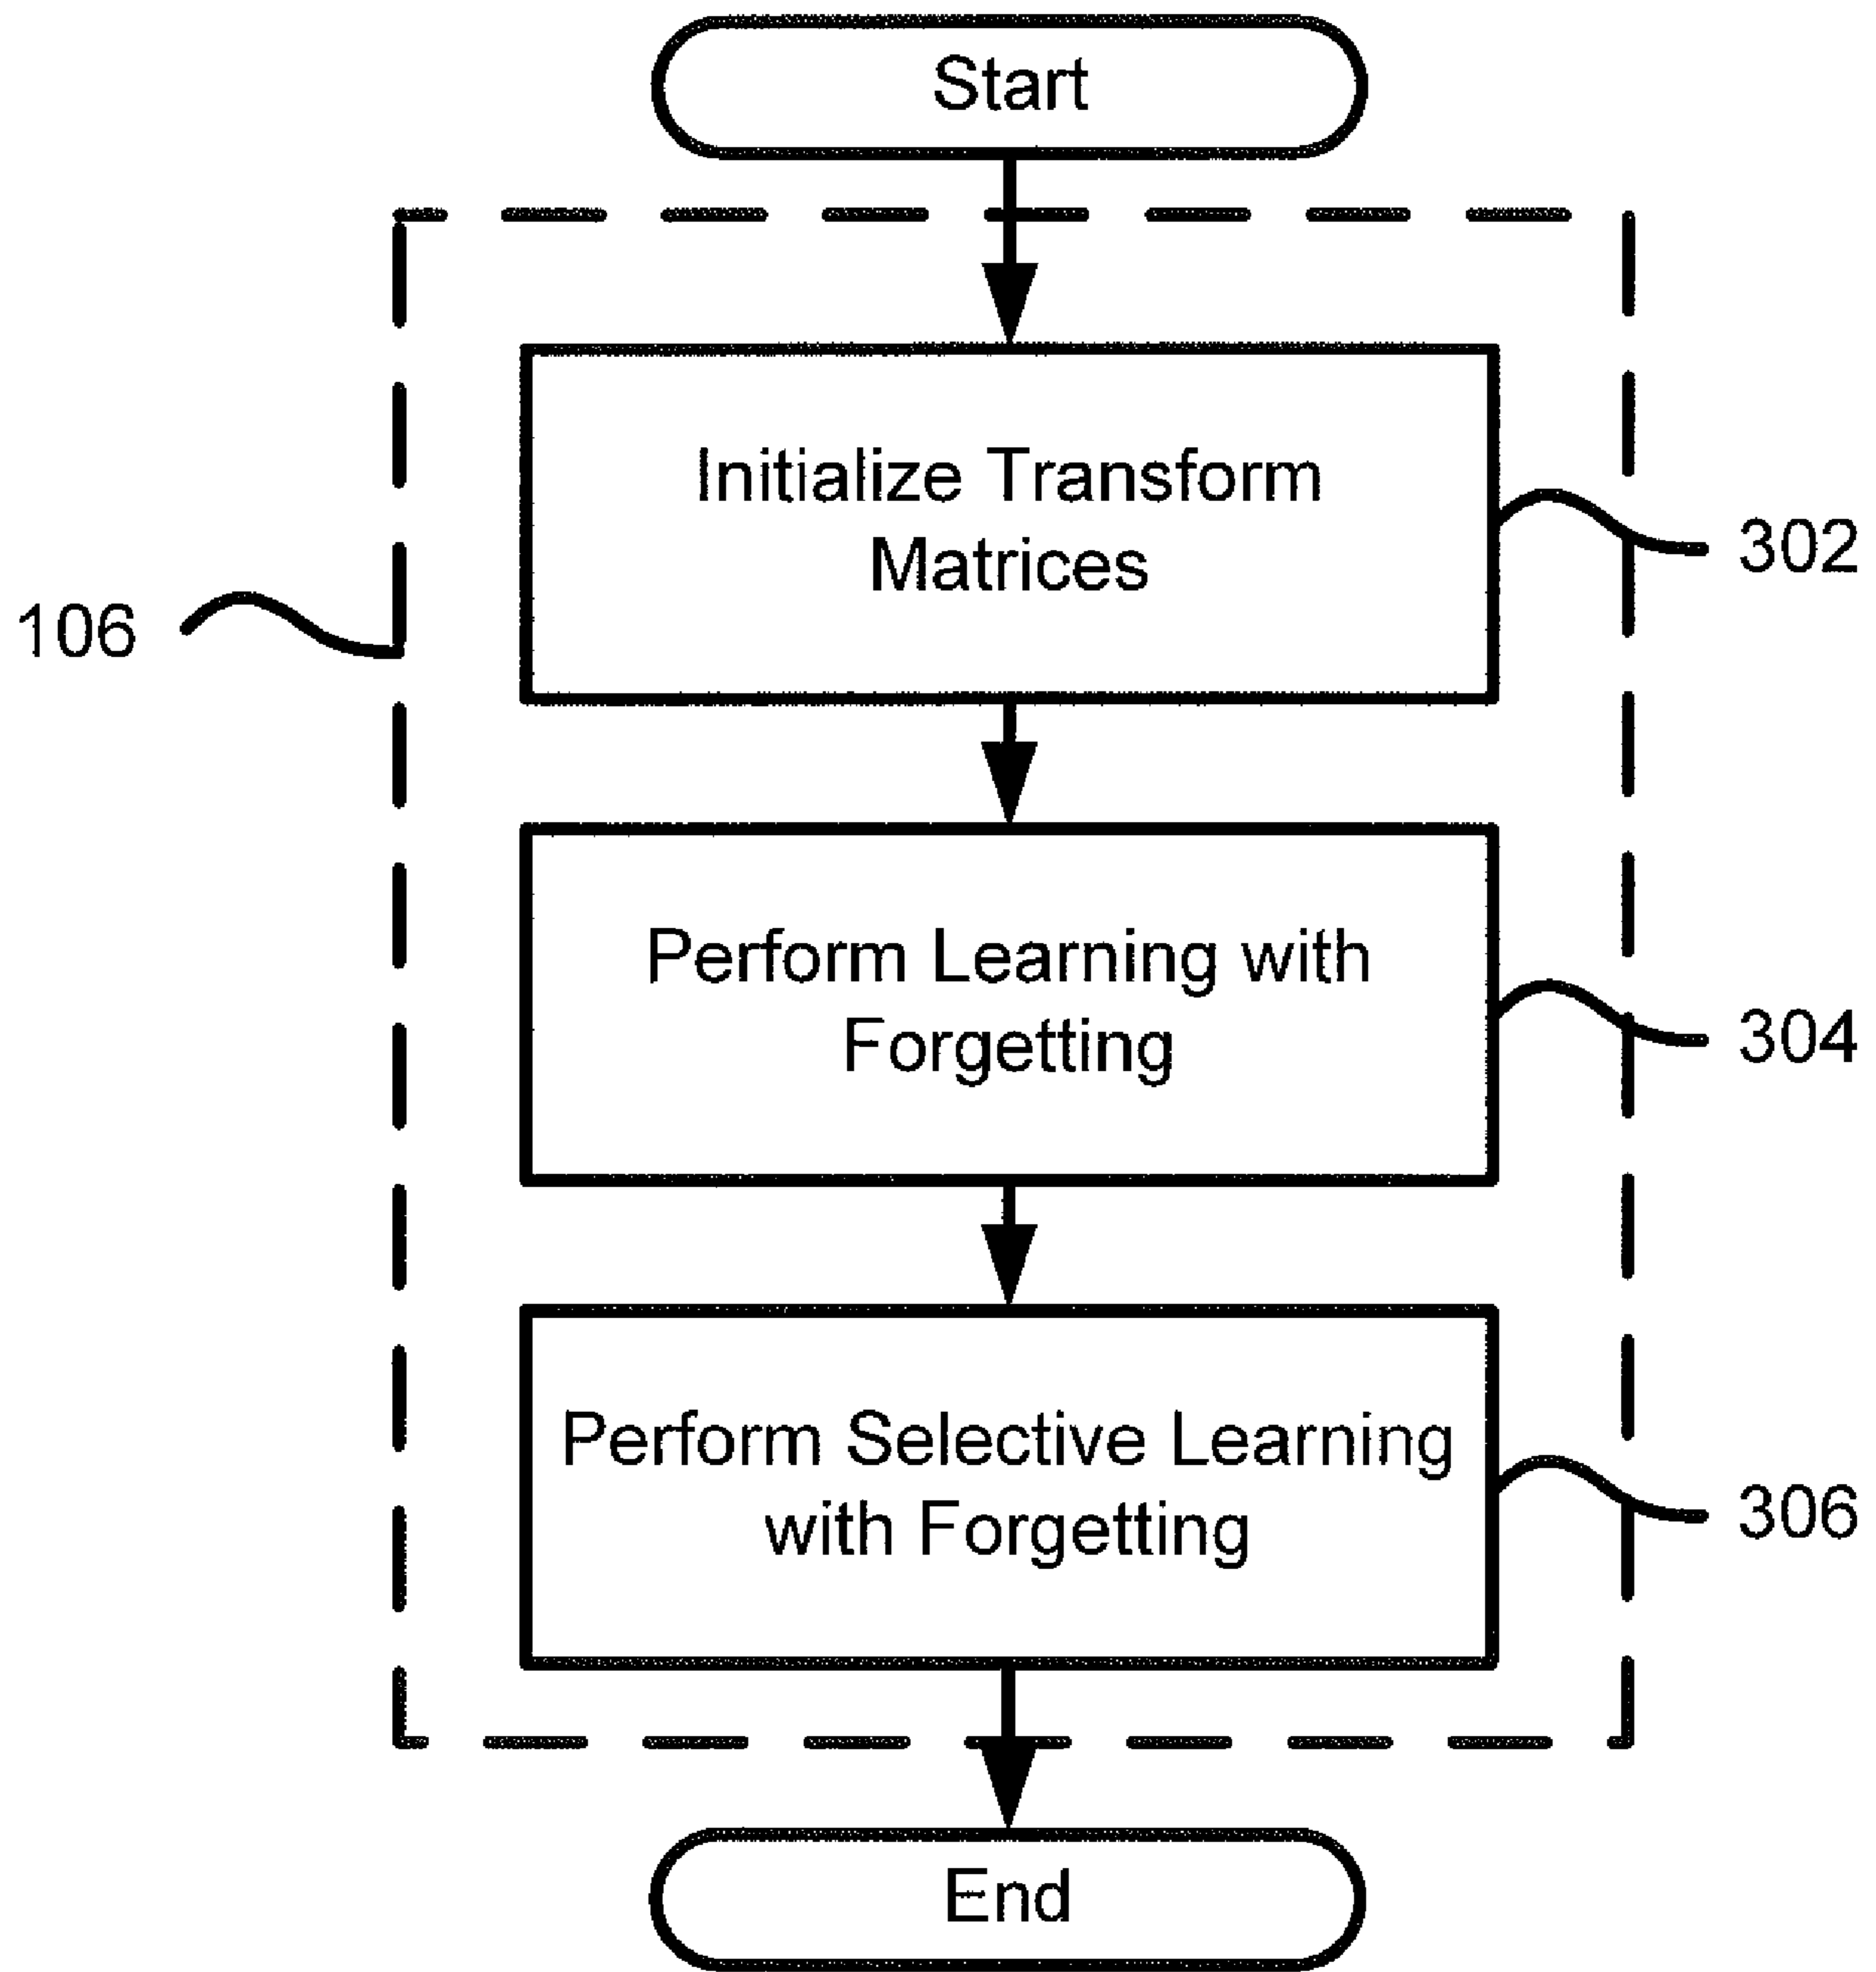 Start
Initialize Transform
Matrices
302
106
Perform Learning with
Forgetting
304
Perform Selective Learning
with Forgetting
306
End